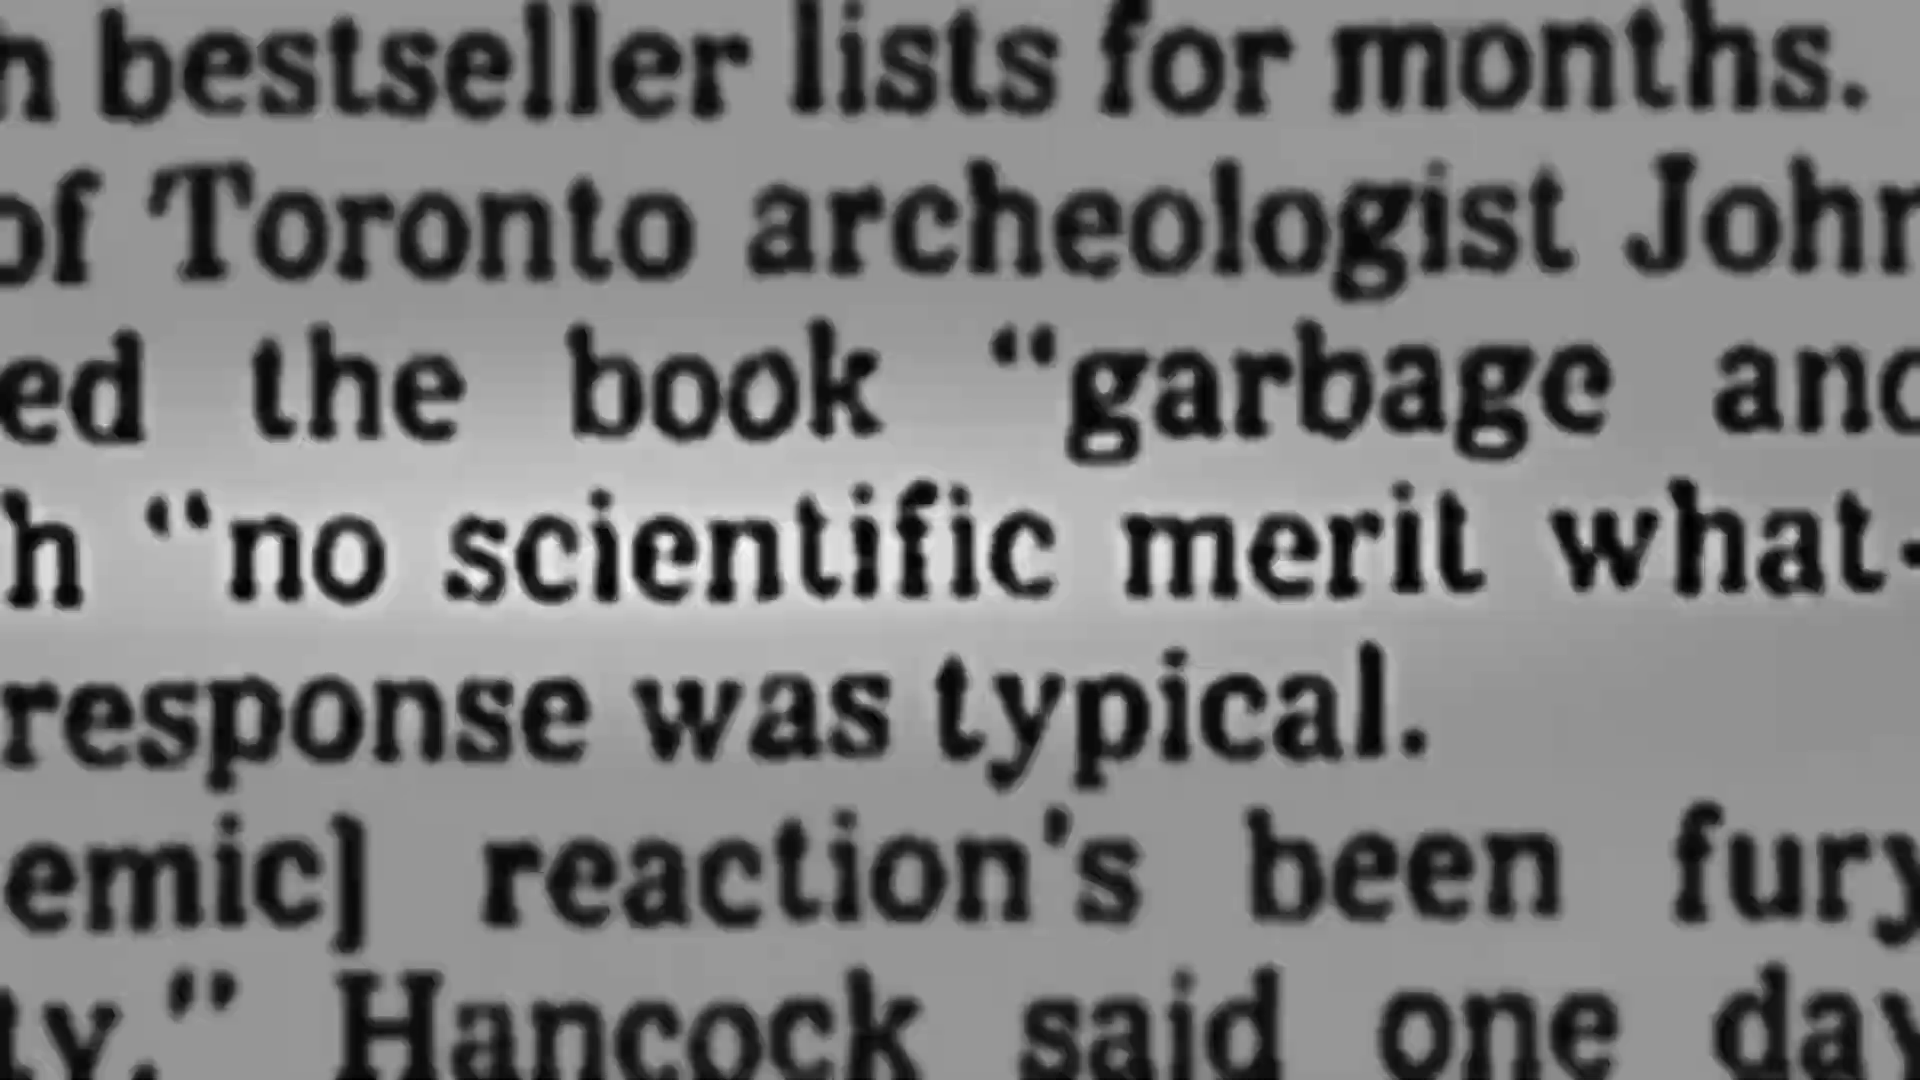 n bestseller lists for months.
of Toronto archeologist John
ed the book “garbage and
h “no scientific merit what-
response was typical.
emic] reaction's been fury
ty.” Hancock said one day